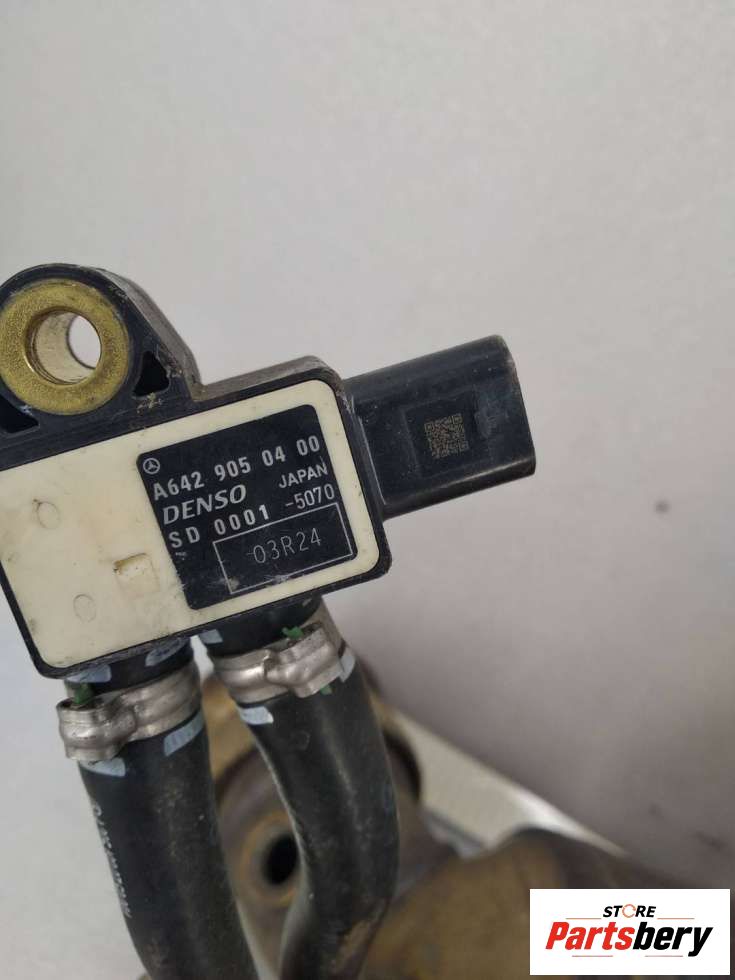 A642 905 04 00
DENSO JAPAN
SD 0001 -5070
03R24
STORE
Partsbery